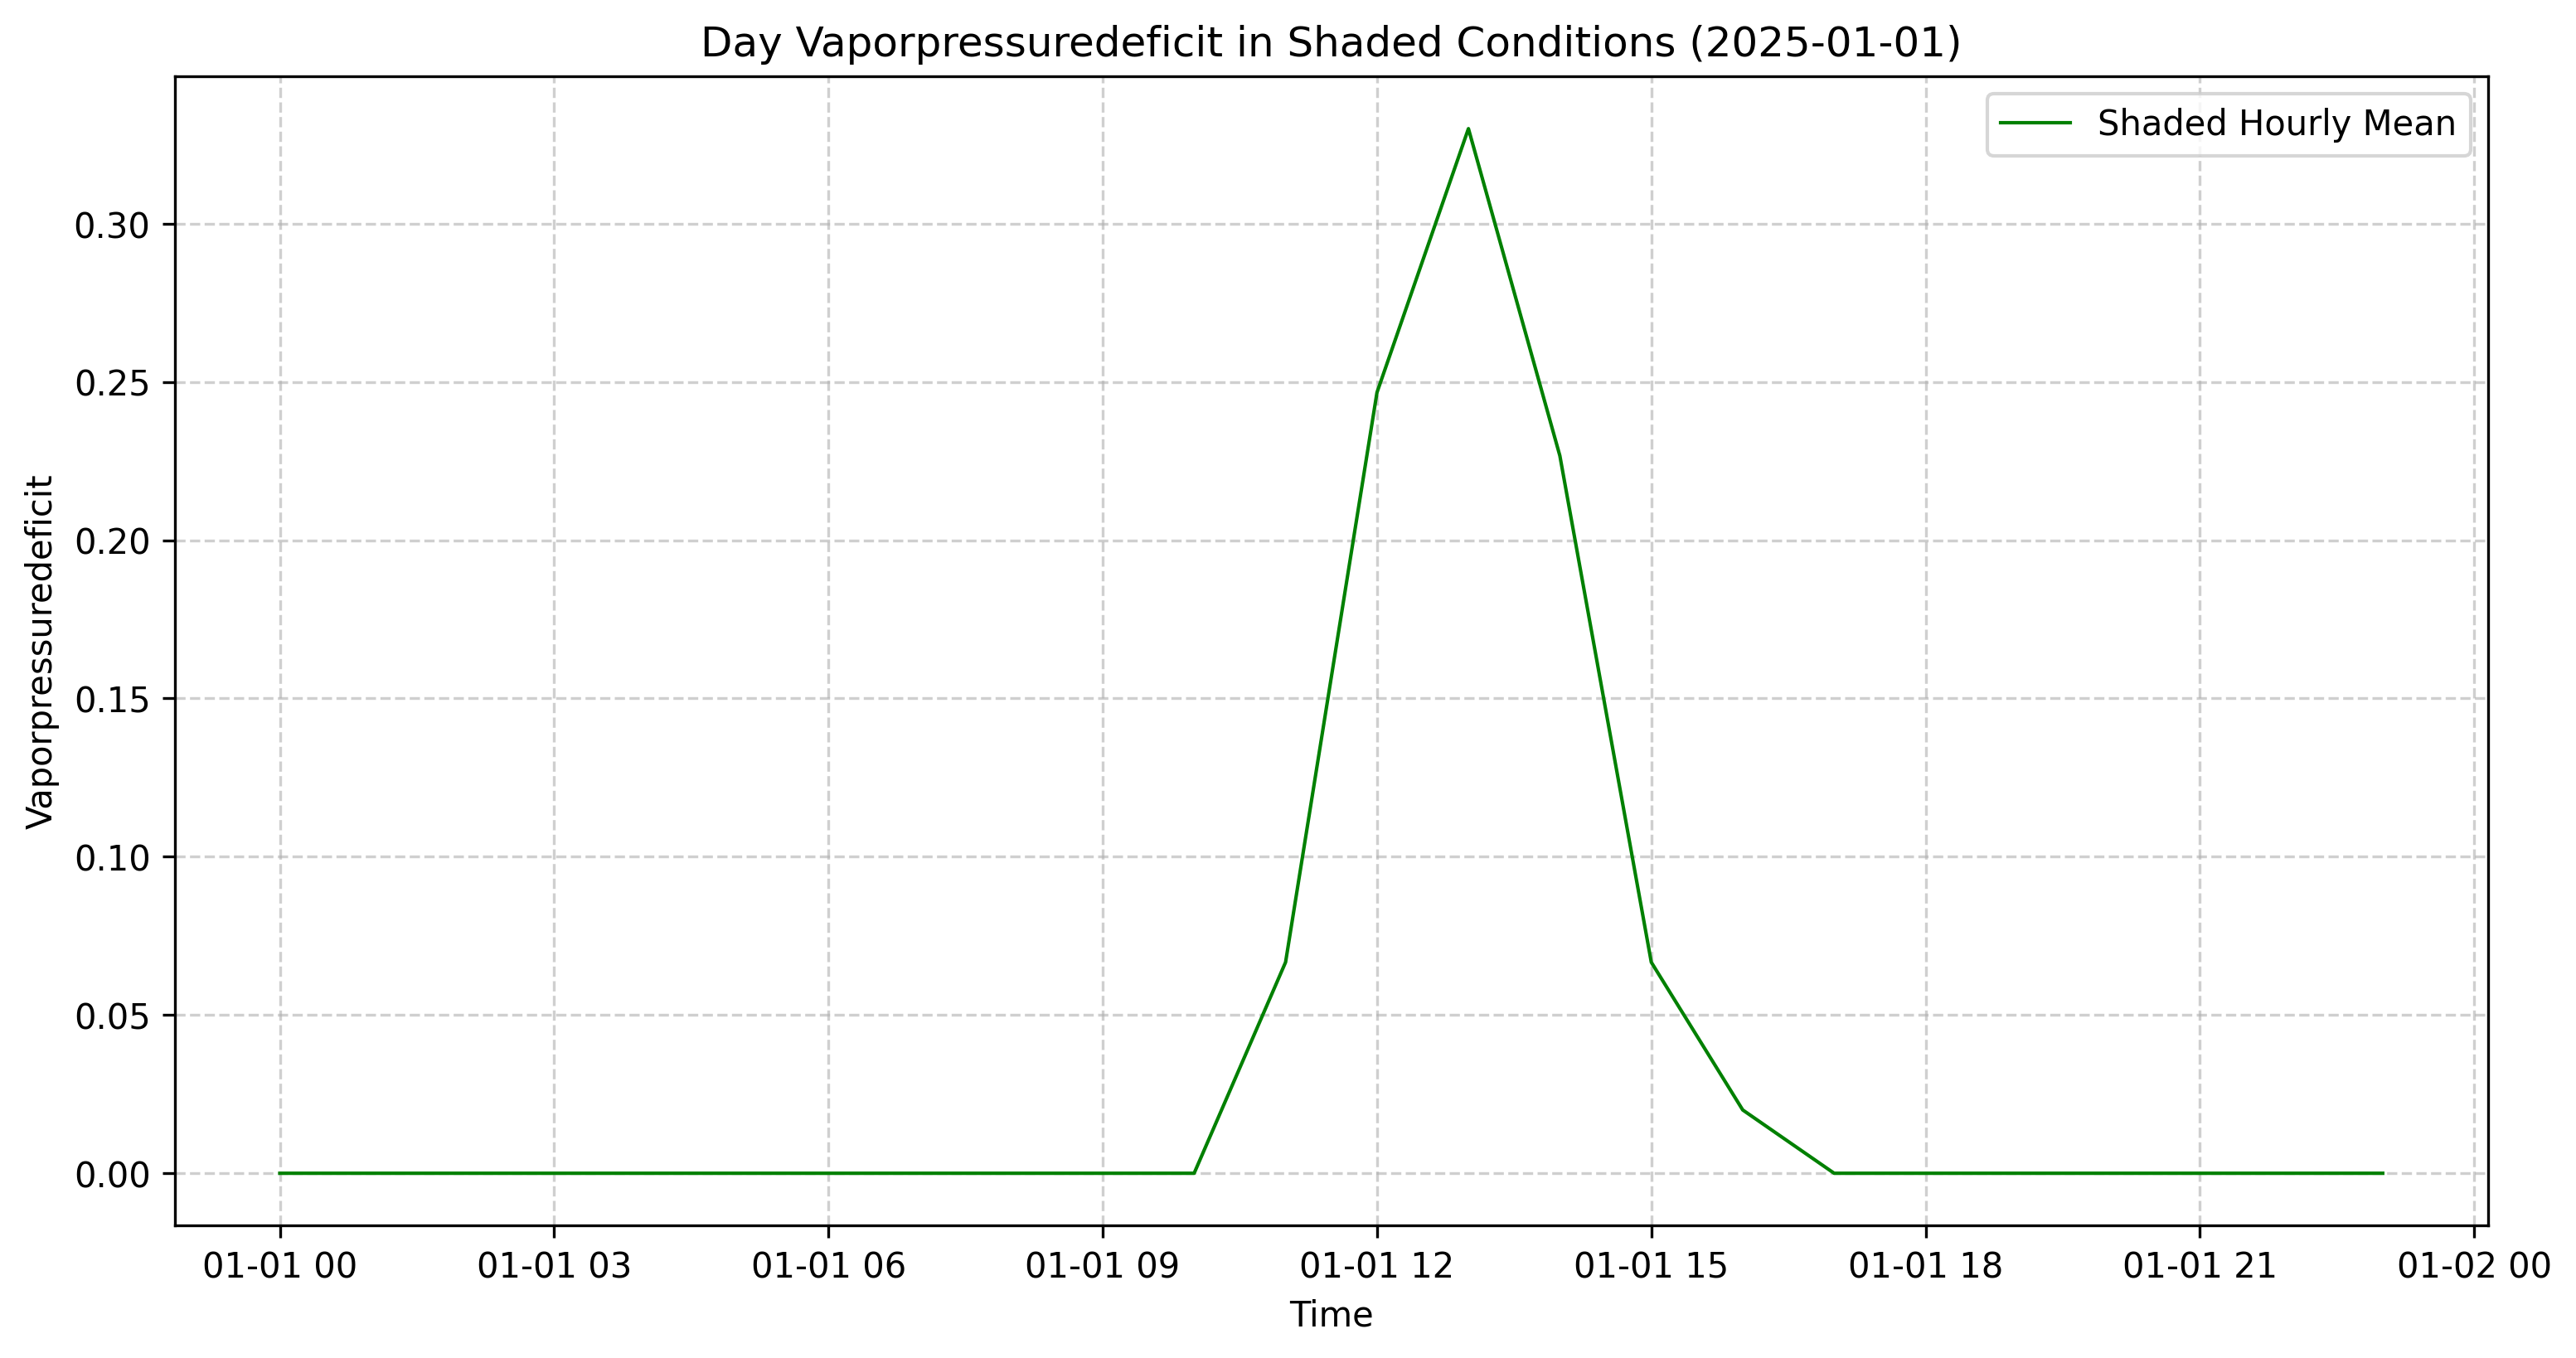 Day Vaporpressuredeficit in Shaded Conditions (2025-01-01)
Shaded Hourly Mean
0.30
0.25
0.20
0.15
0.10
0.05
0.00
Vaporpressuredeficit
01-01 00 01-01 03 01-01 06 01-01 09 01-01 12 01-01 15 01-01 18 01-01 21 01-02 00
Time